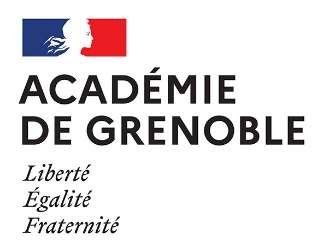 ACADÉMIE
DE GRENOBLE
Liberté
Égalité
Fraternité